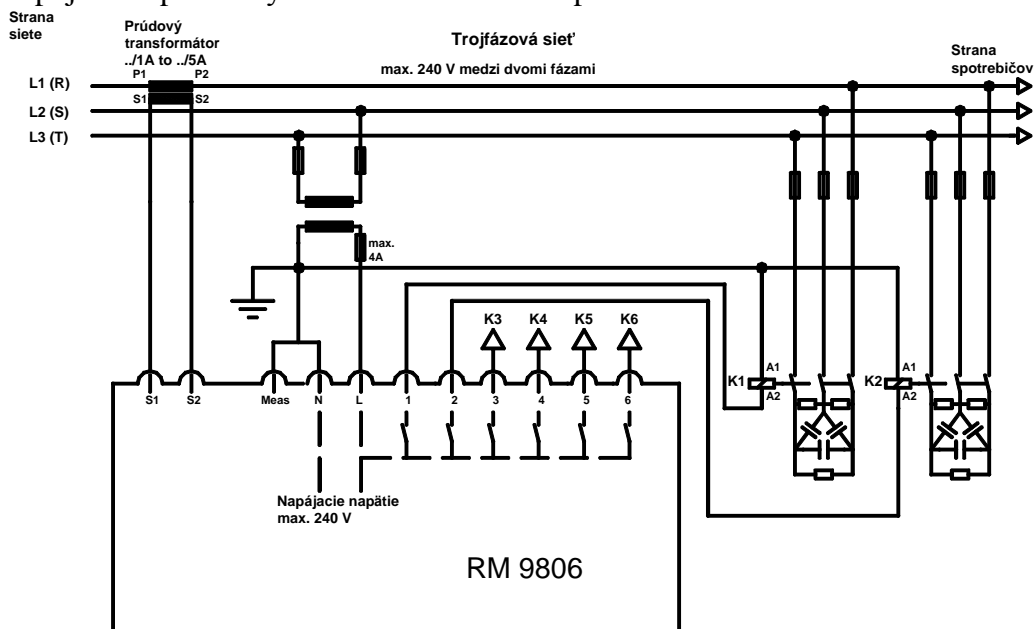 Strana
siete
Prúdový
transformátor
../1A to ../5A
P1 P2
Trojfázová sieť
max. 240 V medzi dvomi fázami
Strana
spotrebičov
L1 (R)
S1 S2
L2 (S)
L3 (T)
max.
4A
K3 K4 K5 K6
K1 A1
A2
K2 A1
A2
S1 S2 Meas N L 1 2 3 4 5 6
Napájacie napätie
max. 240 V
RM 9806